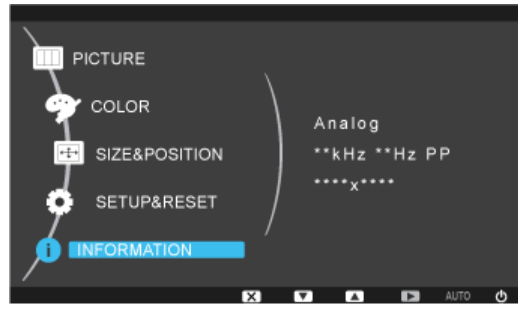 PICTURE
COLOR
SIZE&POSITION
SETUP&RESET
INFORMATION
Analog
**kHz **Hz PP
****x****
AUTO